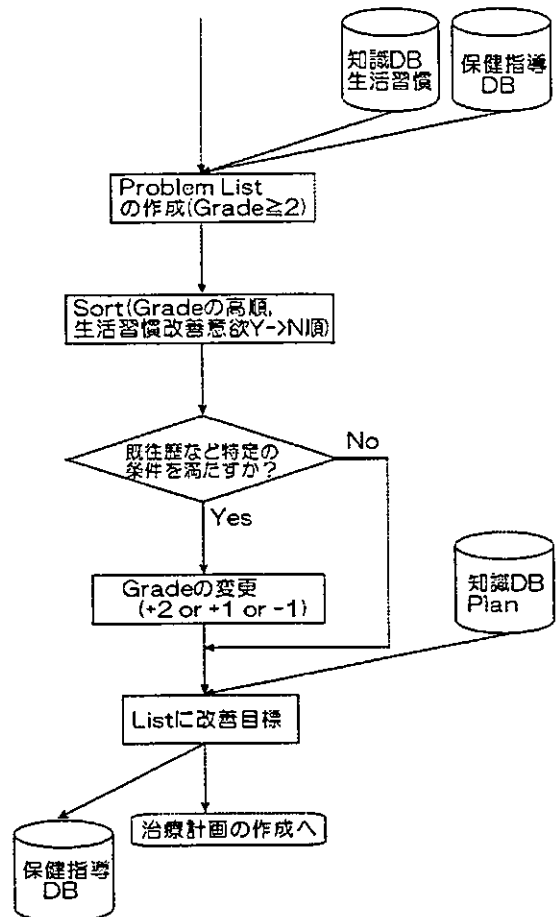 知識DB
生活習慣
保健指導
DB
Problem List
の作成(Grade≧2)
Sort(Gradeの高順,
生活習慣改善意欲Y->N順)
既往歴など特定の
条件を満たすか？
No
Yes
Gradeの変更
(+2 or +1 or -1)
知識DB
Plan
Listに改善目標
治療計画の作成へ
保健指導
DB